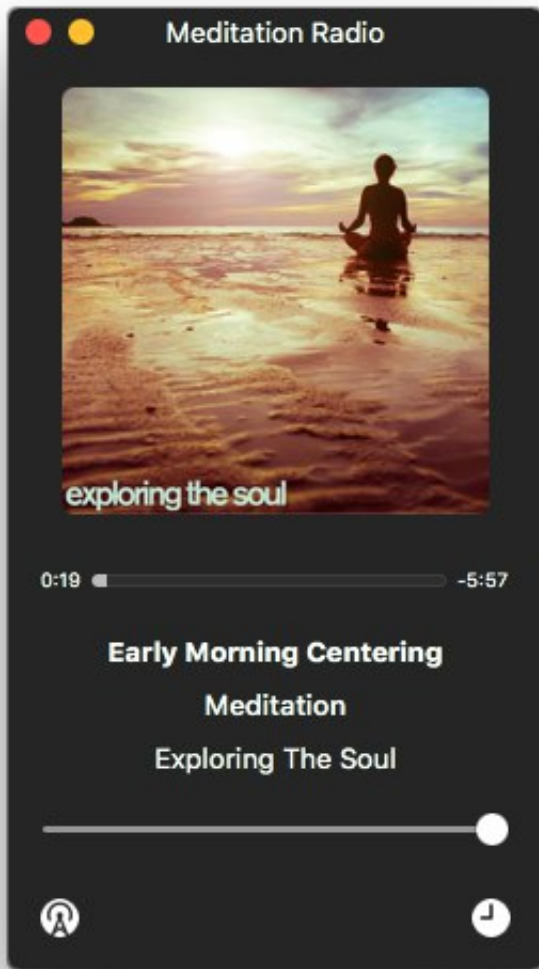 Meditation Radio
exploring the soul
0:19 -5:57
Early Morning Centering
Meditation
Exploring The Soul